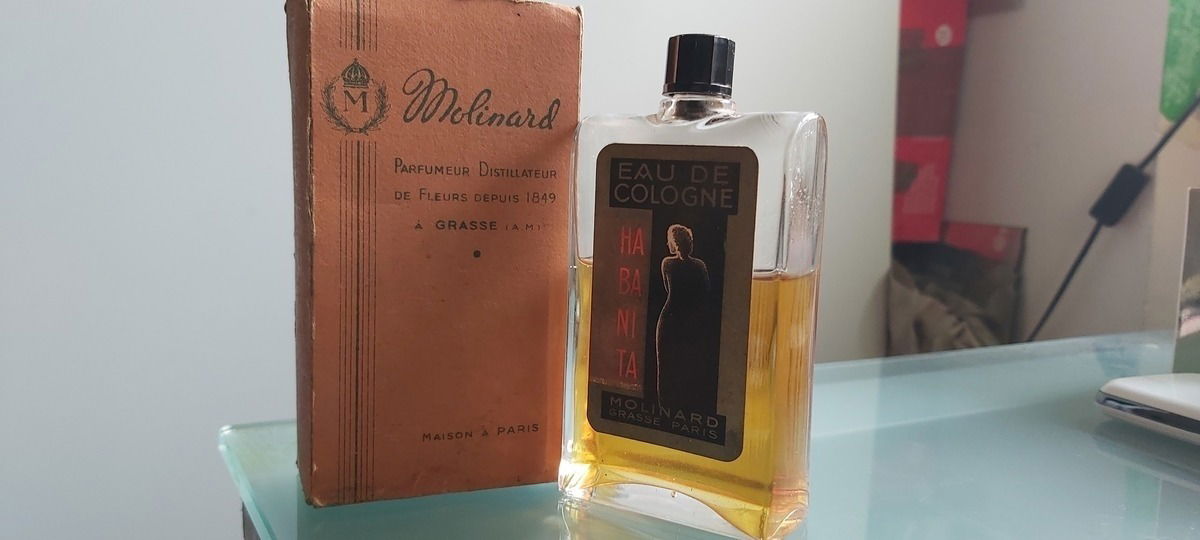 M
Molinard
PARFUMEUR DISTILLATEUR
DE FLEURS DEPUIS 1849
À GRASSE (A.M)
MAISON À PARIS
EAU DE
COLOGNE
HA
BA
NI
TA
MOLINARD
GRASSE PARIS